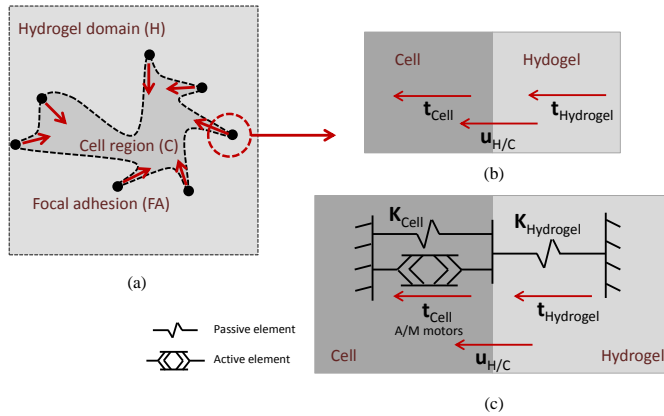 Hydrogel domain (H)
Cell region (C)
Focal adhesion (FA)
(a)
Cell
Hydogel
t_Cell
t_Hydrogel
u_H/C
(b)
K_Cell
K_Hydrogel
t_Cell
A/M motors
t_Hydrogel
u_H/C
Cell
Hydrogel
(c)
Passive element
Active element